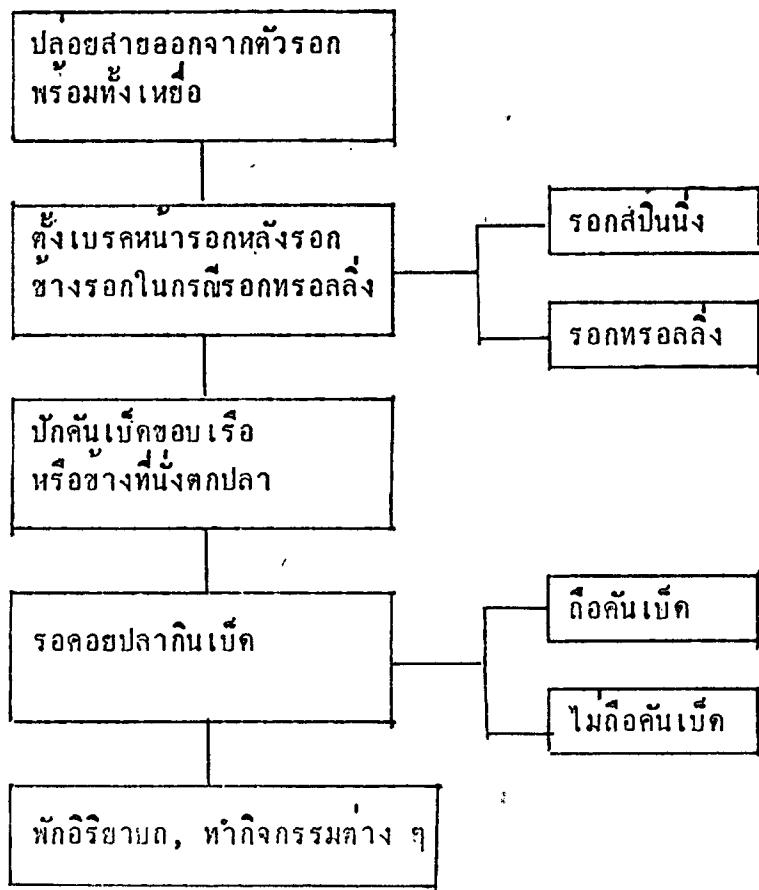 ปล่อยสายออกจากตัวรอก
พร้อมทั้งเหยื่อ
ตั้งเบรคหน้ารอกหลังรอก
ข้างรอกในกรณีรอกทรอลลิ่ง
รอกสปินนิ่ง
รอกทรอลลิ่ง
ปักคันเบ็ดขอบเรือ
หรือข้างที่นั่งตกปลา
รอคอยปลากินเบ็ด
ถือคันเบ็ด
ไม่ถือคันเบ็ด
พักอิริยาบถ, ทำกิจกรรมต่าง ๆ